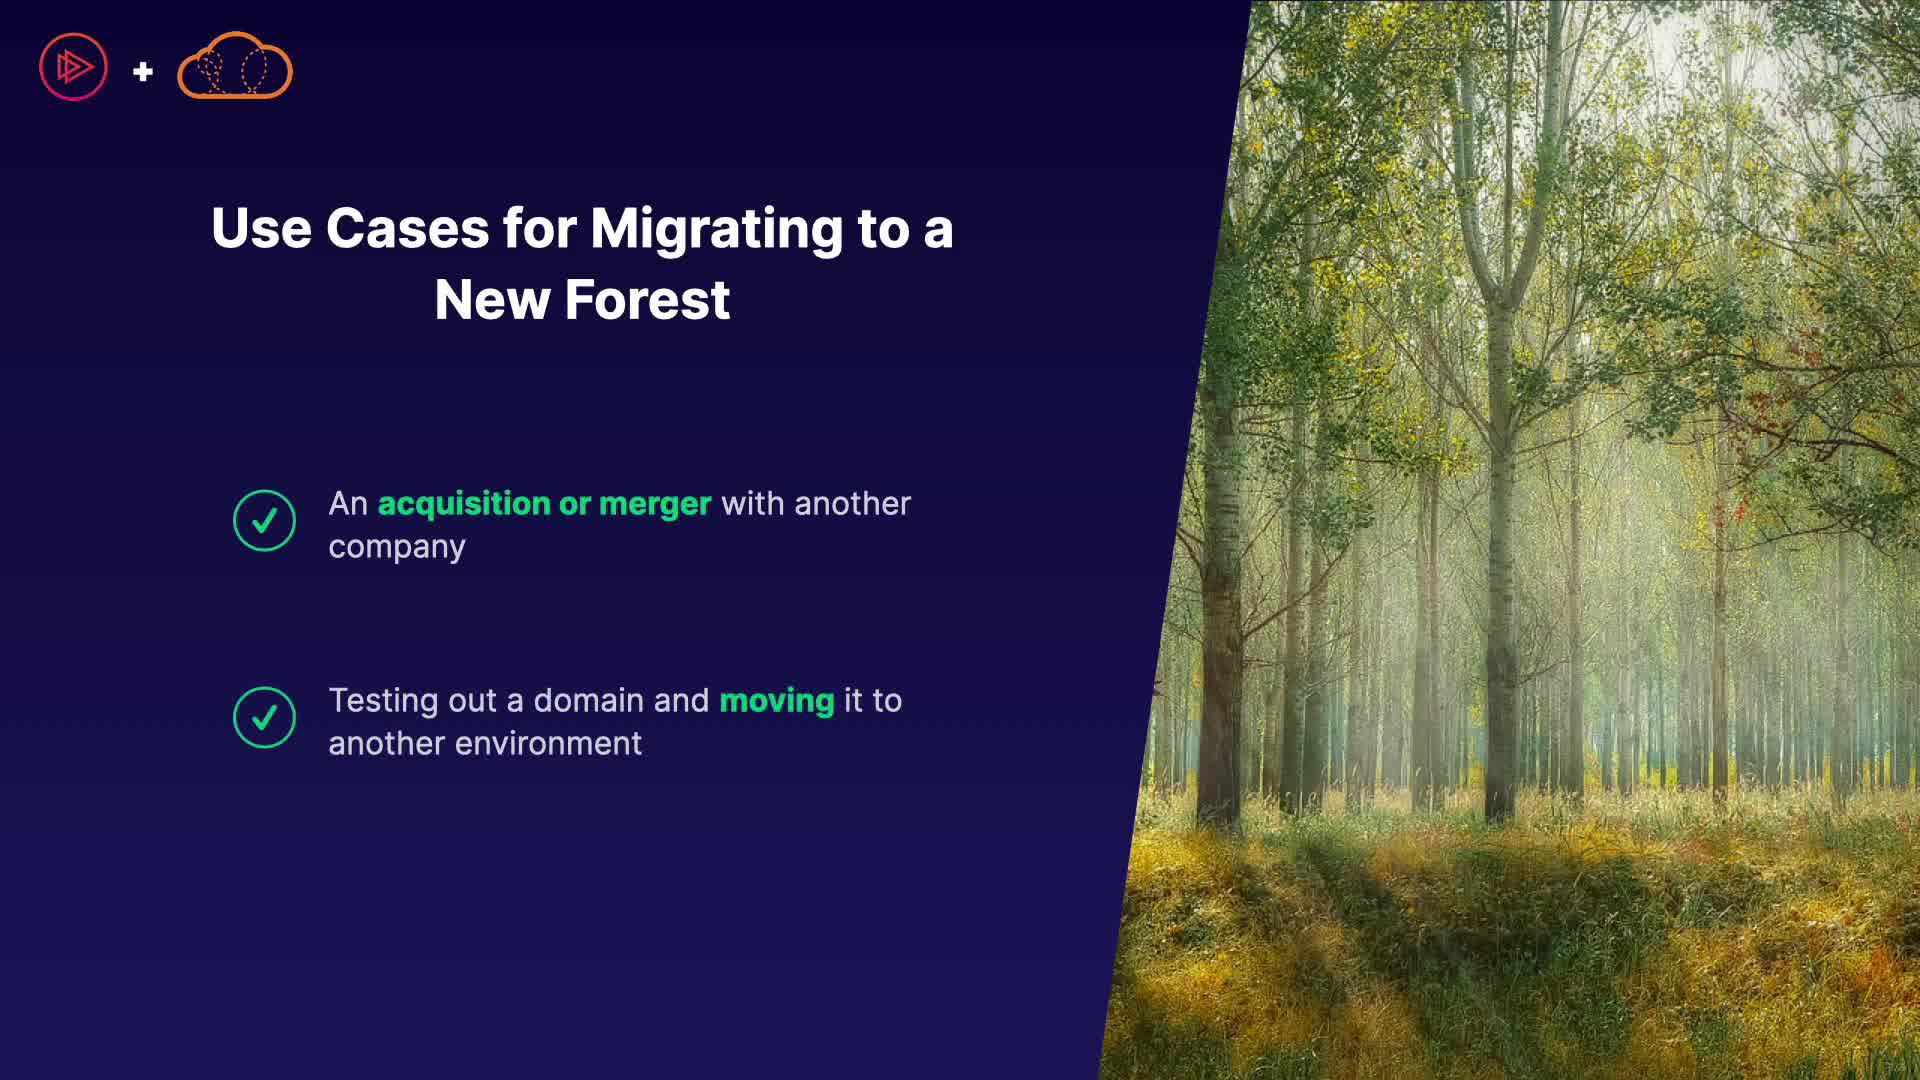 Use Cases for Migrating to a
New Forest
An acquisition or merger with another
company
Testing out a domain and moving it to
another environment